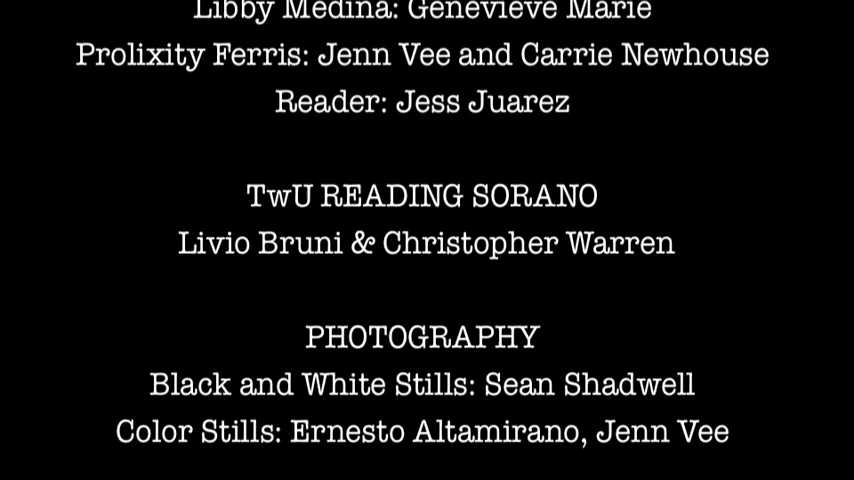 Libby Medina: Genevieve Marie
Prolixity Ferris: Jenn Vee and Carrie Newhouse
Reader: Jess Juarez
TwU READING SORANO
Livio Bruni & Christopher Warren
PHOTOGRAPHY
Black and White Stills: Sean Shadwell
Color Stills: Ernesto Altamirano, Jenn Vee